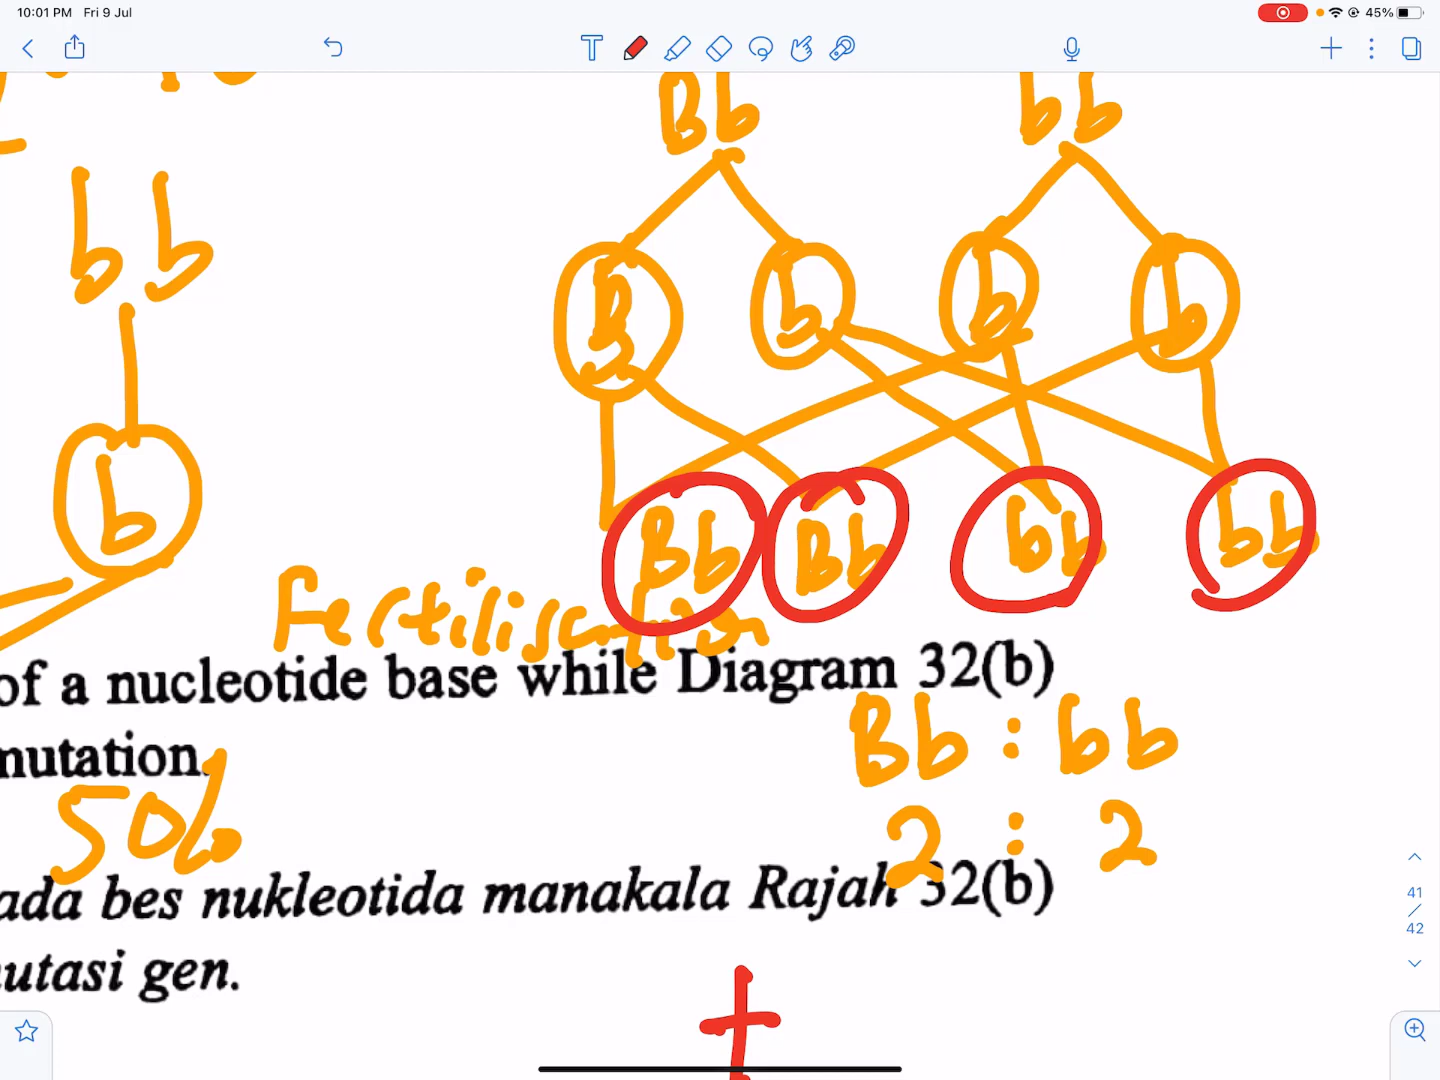 10:01 PM Fri 9 Jul
45%
T
Bb
bb
bb
B
b
b
b
b
Bb
Bb
bb
bb
Fertilisation
of a nucleotide base while Diagram 32(b)
Bb : bb
mutation.
50%
2 : 2
ada bes nukleotida manakala Rajah 32(b)
utasi gen.
41
/
42